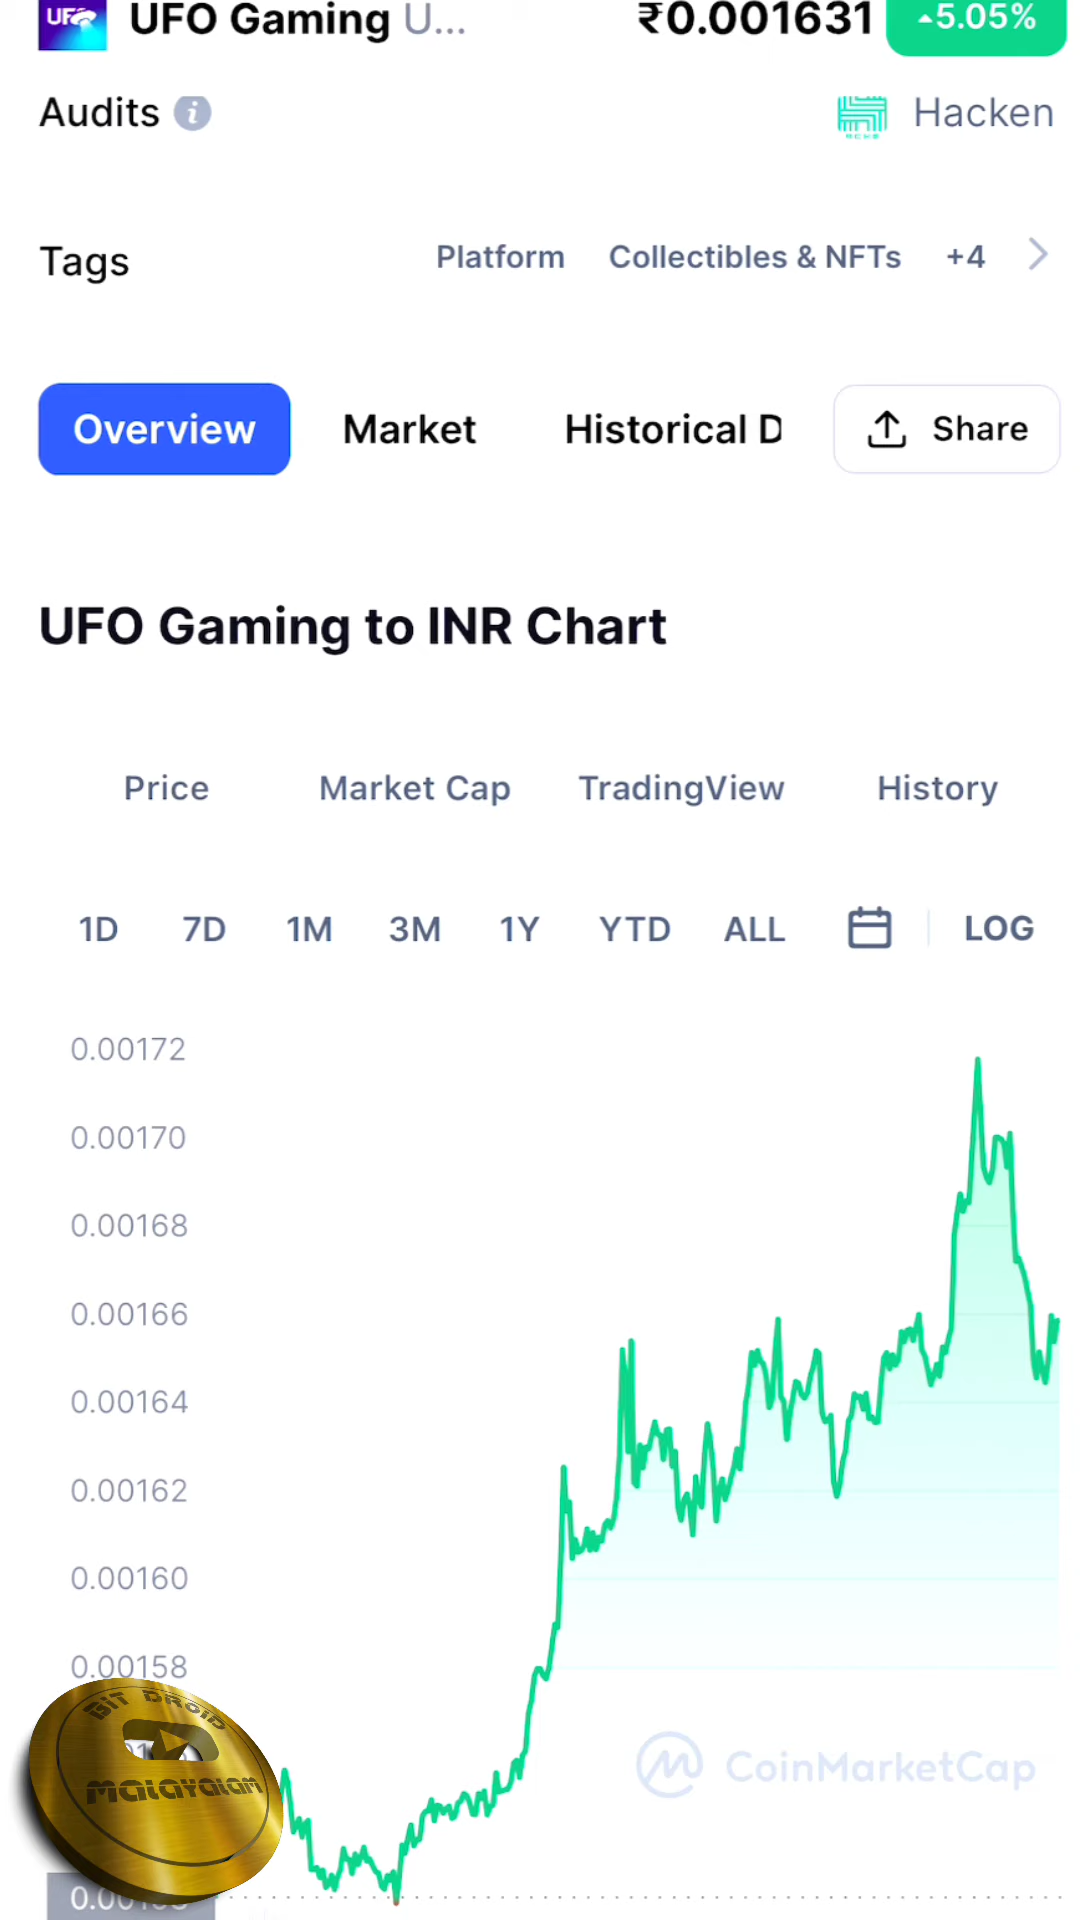 UFO Gaming U... ₹0.001631 5.05%
Audits Hacken
Tags Platform Collectibles & NFTs +4
Overview Market Historical D Share
UFO Gaming to INR Chart
Price Market Cap TradingView History
1D 7D 1M 3M 1Y YTD ALL LOG
0.00172
0.00170
0.00168
0.00166
0.00164
0.00162
0.00160
0.00158
BIT DROID
MALAYALAM
CoinMarketCap